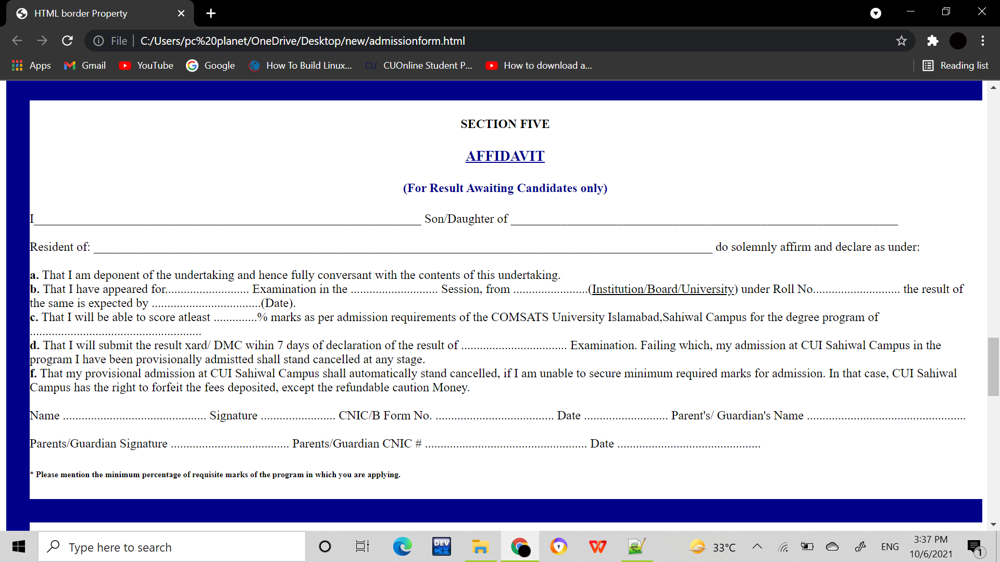 HTML border Property
File C:/Users/pc%20planet/OneDrive/Desktop/new/admissionform.html
Apps Gmail YouTube Google How To Build Linux... CUOnline Student P... How to download a... Reading list
SECTION FIVE
AFFIDAVIT
(For Result Awaiting Candidates only)
I______________________________________________________________ Son/Daughter of ______________________________________________________________
Resident of: ___________________________________________________________________________________________________ do solemnly affirm and declare as under:
a. That I am deponent of the undertaking and hence fully conversant with the contents of this undertaking.
b. That I have appeared for........................... Examination in the ............................ Session, from ........................(Institution/Board/University) under Roll No............................ the result of
the same is expected by ...................................(Date).
c. That I will be able to score atleast ..............% marks as per admission requirements of the COMSATS University Islamabad,Sahiwal Campus for the degree program of
.......................................................
d. That I will submit the result xard/ DMC wihin 7 days of declaration of the result of .................................. Examination. Failing which, my admission at CUI Sahiwal Campus in the
program I have been provisionally admistted shall stand cancelled at any stage.
f. That my provisional admission at CUI Sahiwal Campus shall automatically stand cancelled, if I am unable to secure minimum required marks for admission. In that case, CUI Sahiwal
Campus has the right to forfeit the fees deposited, except the refundable caution Money.
Name .............................................. Signature ........................ CNIC/B Form No. ...................................... Date ........................... Parent's/ Guardian's Name ...................................................
Parents/Guardian Signature ...................................... Parents/Guardian CNIC # .................................................... Date ..............................................
* Please mention the minimum percentage of requisite marks of the program in which you are applying.
Type here to search
DEV C++
33°C
ENG
3:37 PM
10/6/2021
1